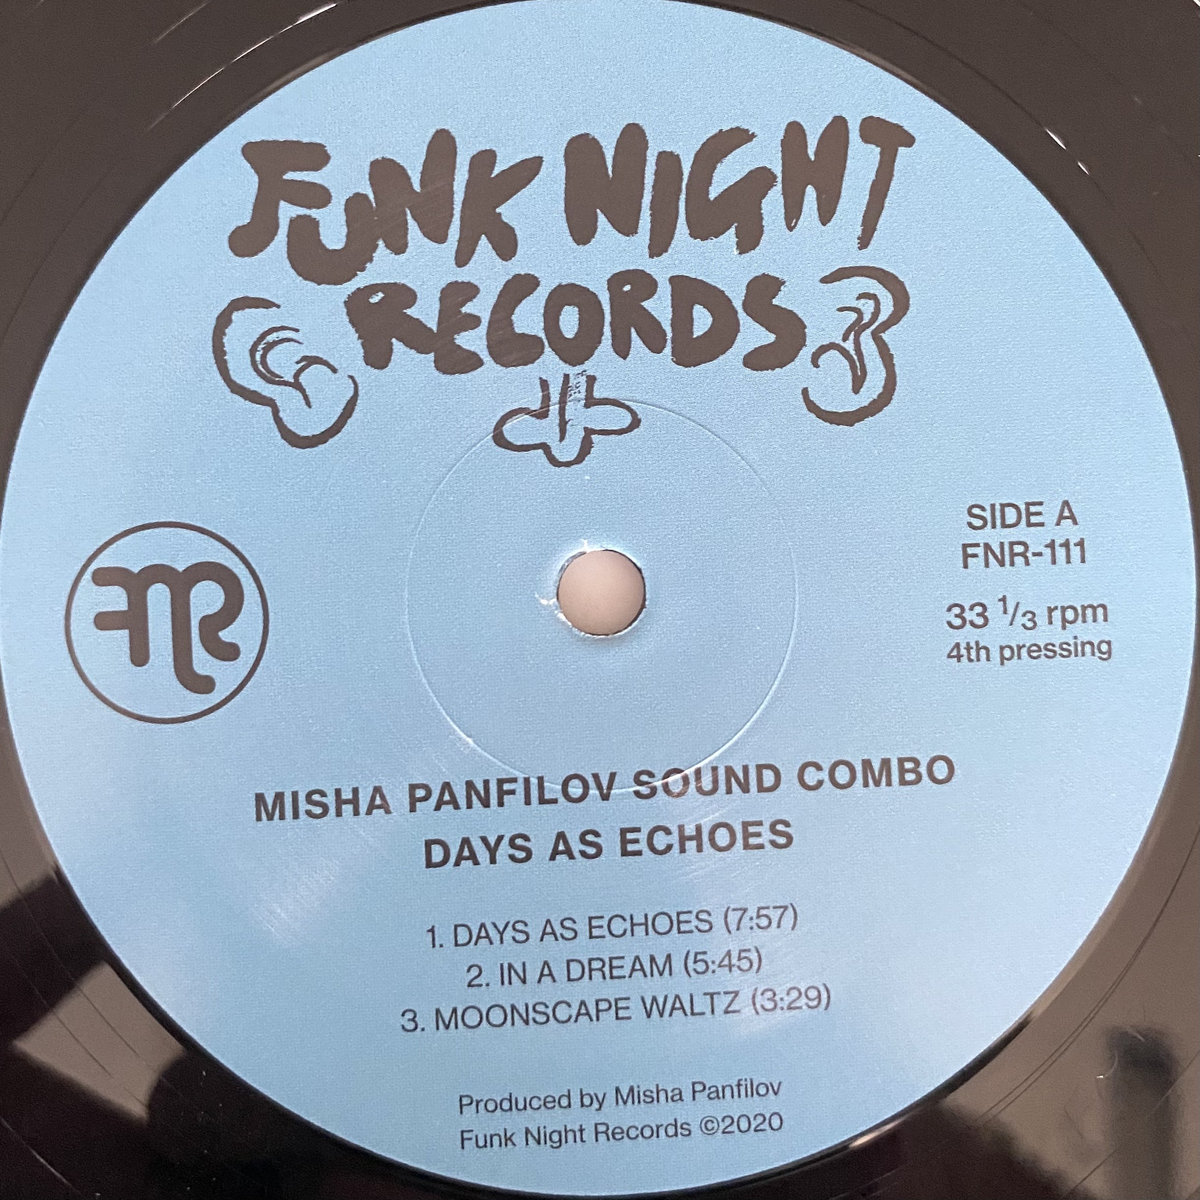 FUNK NIGHT
RECORDS
SIDE A
FNR-111
33 1/3 rpm
4th pressing
FNR
MISHA PANFILOV SOUND COMBO
DAYS AS ECHOES
1. DAYS AS ECHOES (7:57)
2. IN A DREAM (5:45)
3. MOONSCAPE WALTZ (3:29)
Produced by Misha Panfilov
Funk Night Records ©2020